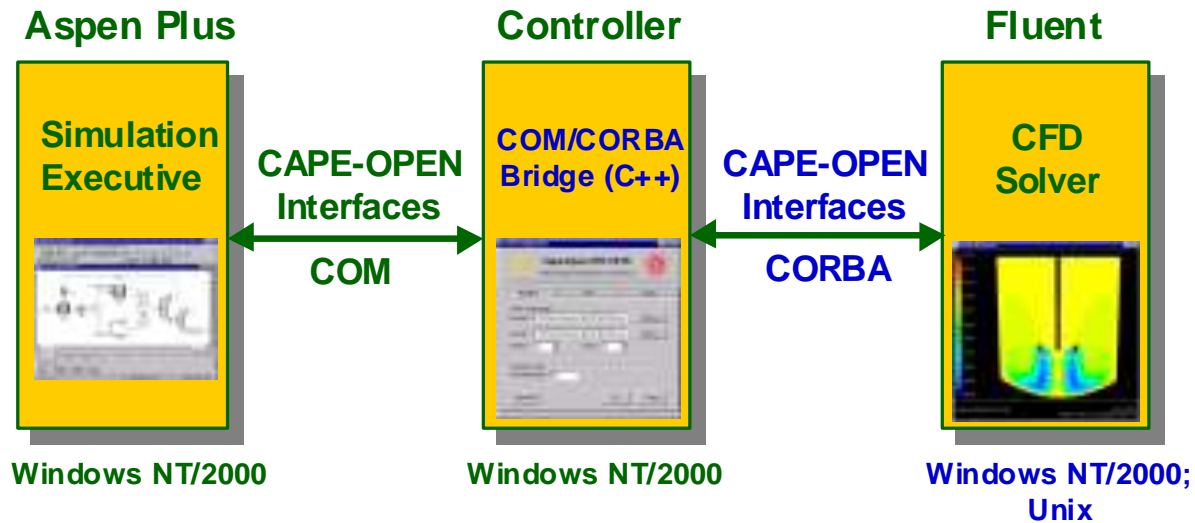 Aspen Plus
Controller
Fluent
Simulation
Executive
CAPE-OPEN
Interfaces
COM
COM/CORBA
Bridge (C++)
CAPE-OPEN
Interfaces
CORBA
CFD
Solver
Windows NT/2000
Windows NT/2000
Windows NT/2000;
Unix